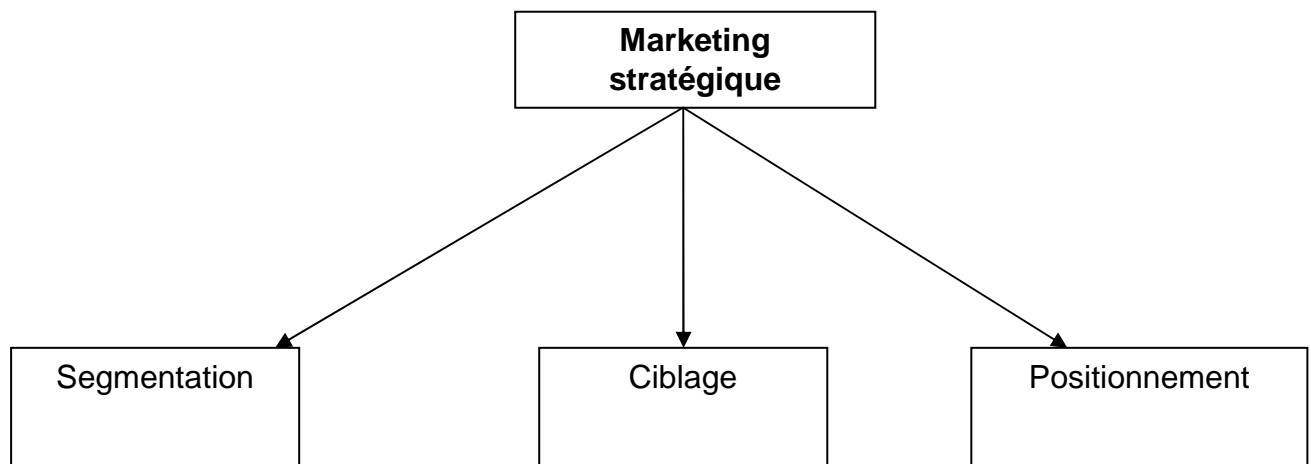 Marketing
stratégique
Segmentation
Ciblage
Positionnement